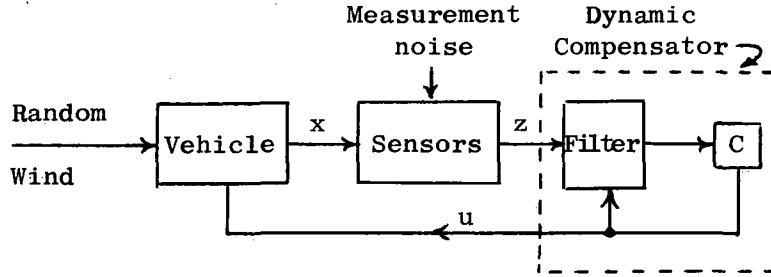 Measurement
noise
Dynamic
Compensator
Random
Wind
Vehicle
x
Sensors
z
Filter
C
u